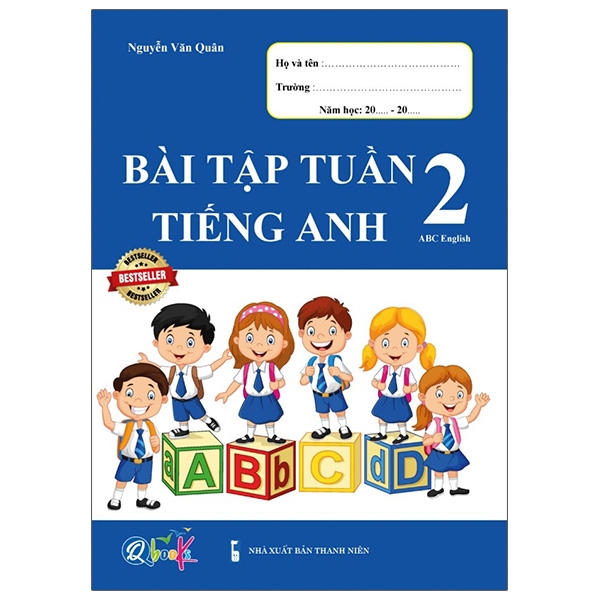 Nguyễn Văn Quân
Họ và tên :……………………………………
Trường :………………………………………
Năm học: 20..... - 20.....
BÀI TẬP TUẦN
TIẾNG ANH
2
ABC English
BESTSELLER
BESTSELLER
BESTSELLER
a A B b C d D
Qbooks
NHÀ XUẤT BẢN THANH NIÊN